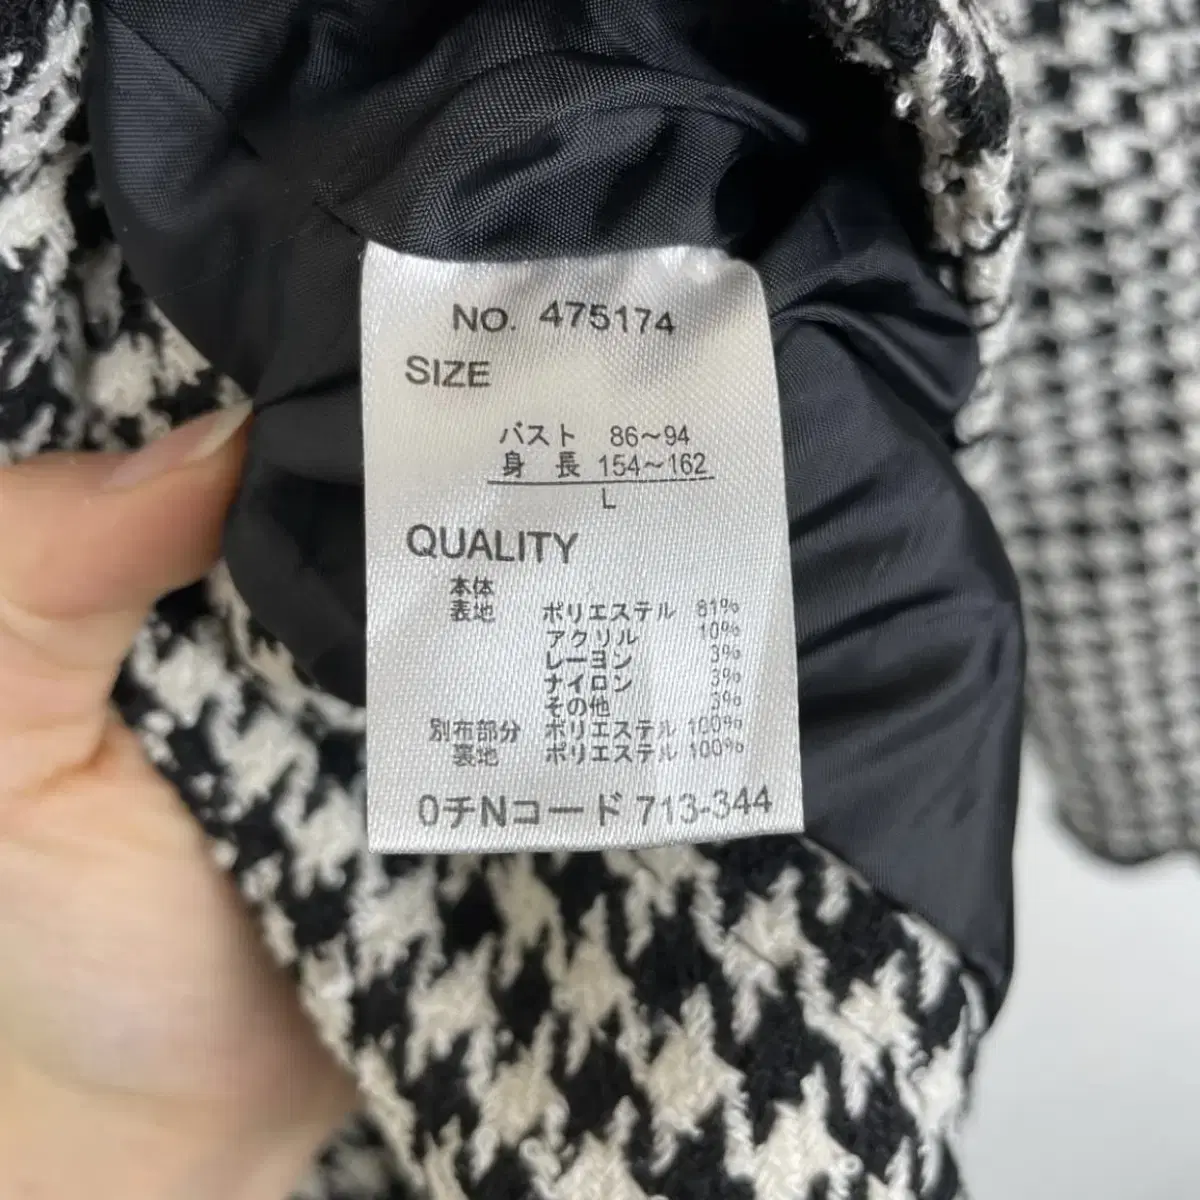 NO. 475174
SIZE
バスト 86～94
身 長 154～162
L
QUALITY
本体
表地 ポリエステル 81%
アクリル 10%
レーヨン 3%
ナイロン 3%
その他 3%
別布部分 ポリエステル 100%
裏地 ポリエステル 100%
0チNコード 713-344